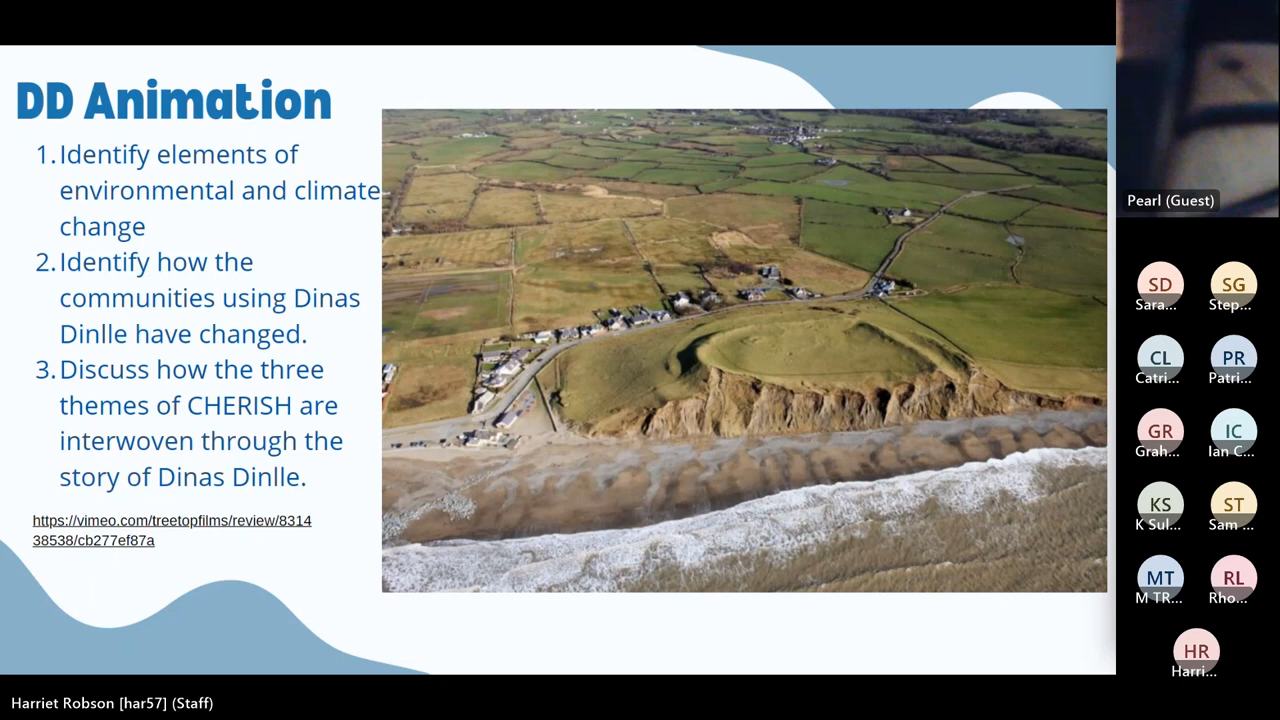 DD Animation
1. Identify elements of
environmental and climate
change
2. Identify how the
communities using Dinas
Dinlle have changed.
3. Discuss how the three
themes of CHERISH are
interwoven through the
story of Dinas Dinlle.
https://vimeo.com/treetopfilms/review/8314
38538/cb277ef87a
Pearl (Guest)
SD
SG
Sara...
Step...
CL
PR
Catri...
Patri...
GR
IC
Grah...
Ian C...
KS
ST
K Sul...
Sam ...
MT
RL
M TR...
Rho...
HR
Harri...
Harriet Robson [har57] (Staff)